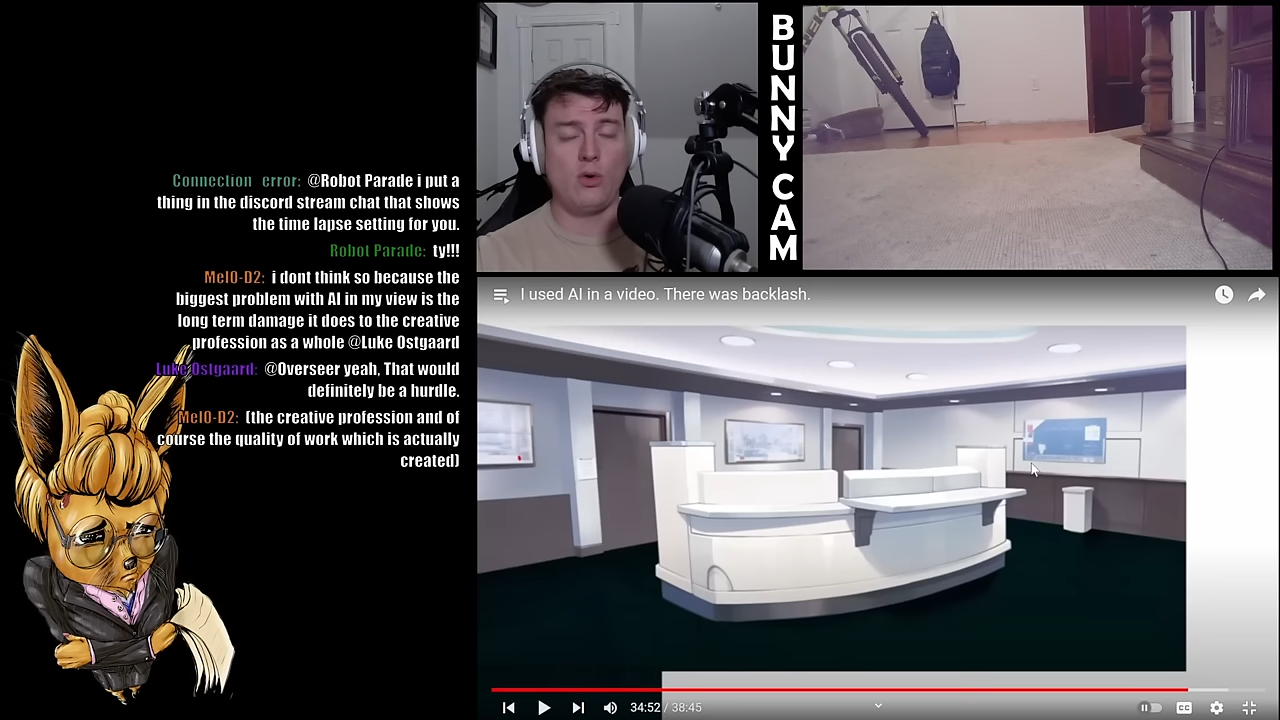 Connection error: @Robot Parade i put a
thing in the discord stream chat that shows
the time lapse setting for you.
Robot Parade: ty!!!
Mel0-D2: i dont think so because the
biggest problem with AI in my view is the
long term damage it does to the creative
profession as a whole @Luke Ostgaard
Luke Ostgaard: @Overseer yeah, That would
definitely be a hurdle.
Mel0-D2: (the creative profession and of
course the quality of work which is actually
created)
BUNNY CAM
I used AI in a video. There was backlash.
34:52 / 38:45
CC